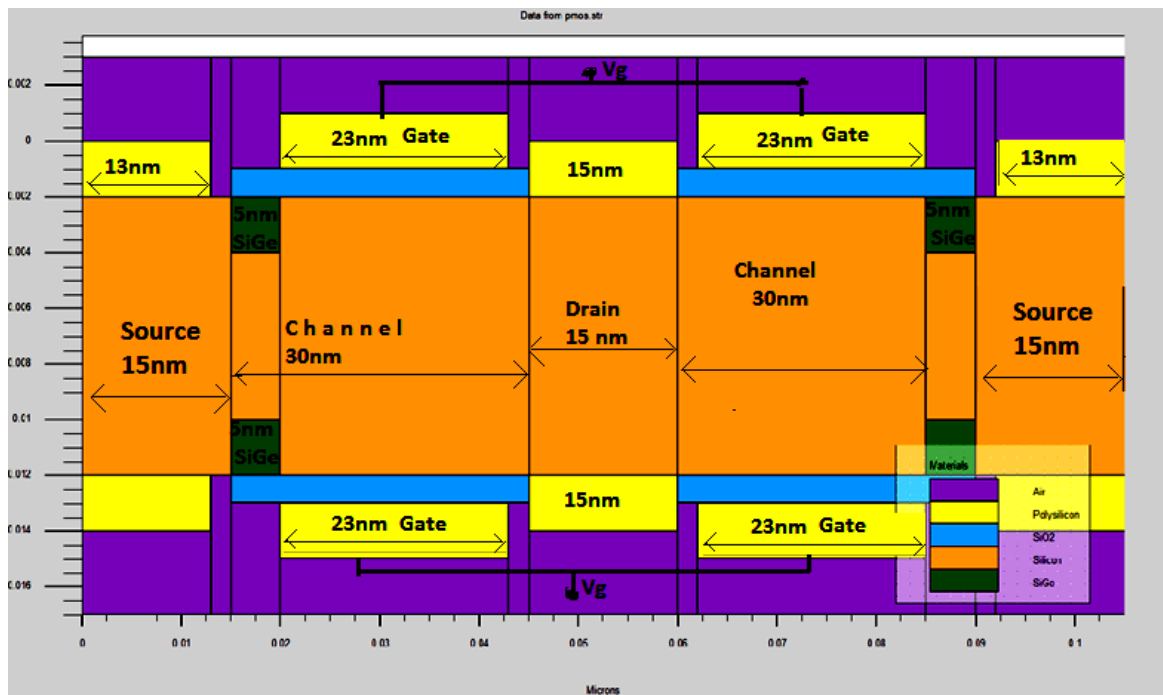 Data from pmos.str
Vg
0.002
23nm Gate
23nm Gate
0
13nm
15nm
13nm
0.002
5nm
SiGe
5nm
SiGe
0.004
Channel
30nm
0.006
Drain
15 nm
Source
15nm
Channel
30nm
Source
15nm
0.008
0.01
5nm
SiGe
0.012
Materials
Air
Polysilicon
SiO2
Silicon
SiGe
15nm
23nm Gate
23nm Gate
0.014
Vg
0.016
0
0.01
0.02
0.03
0.04
0.05
0.06
0.07
0.08
0.09
0.1
Microns